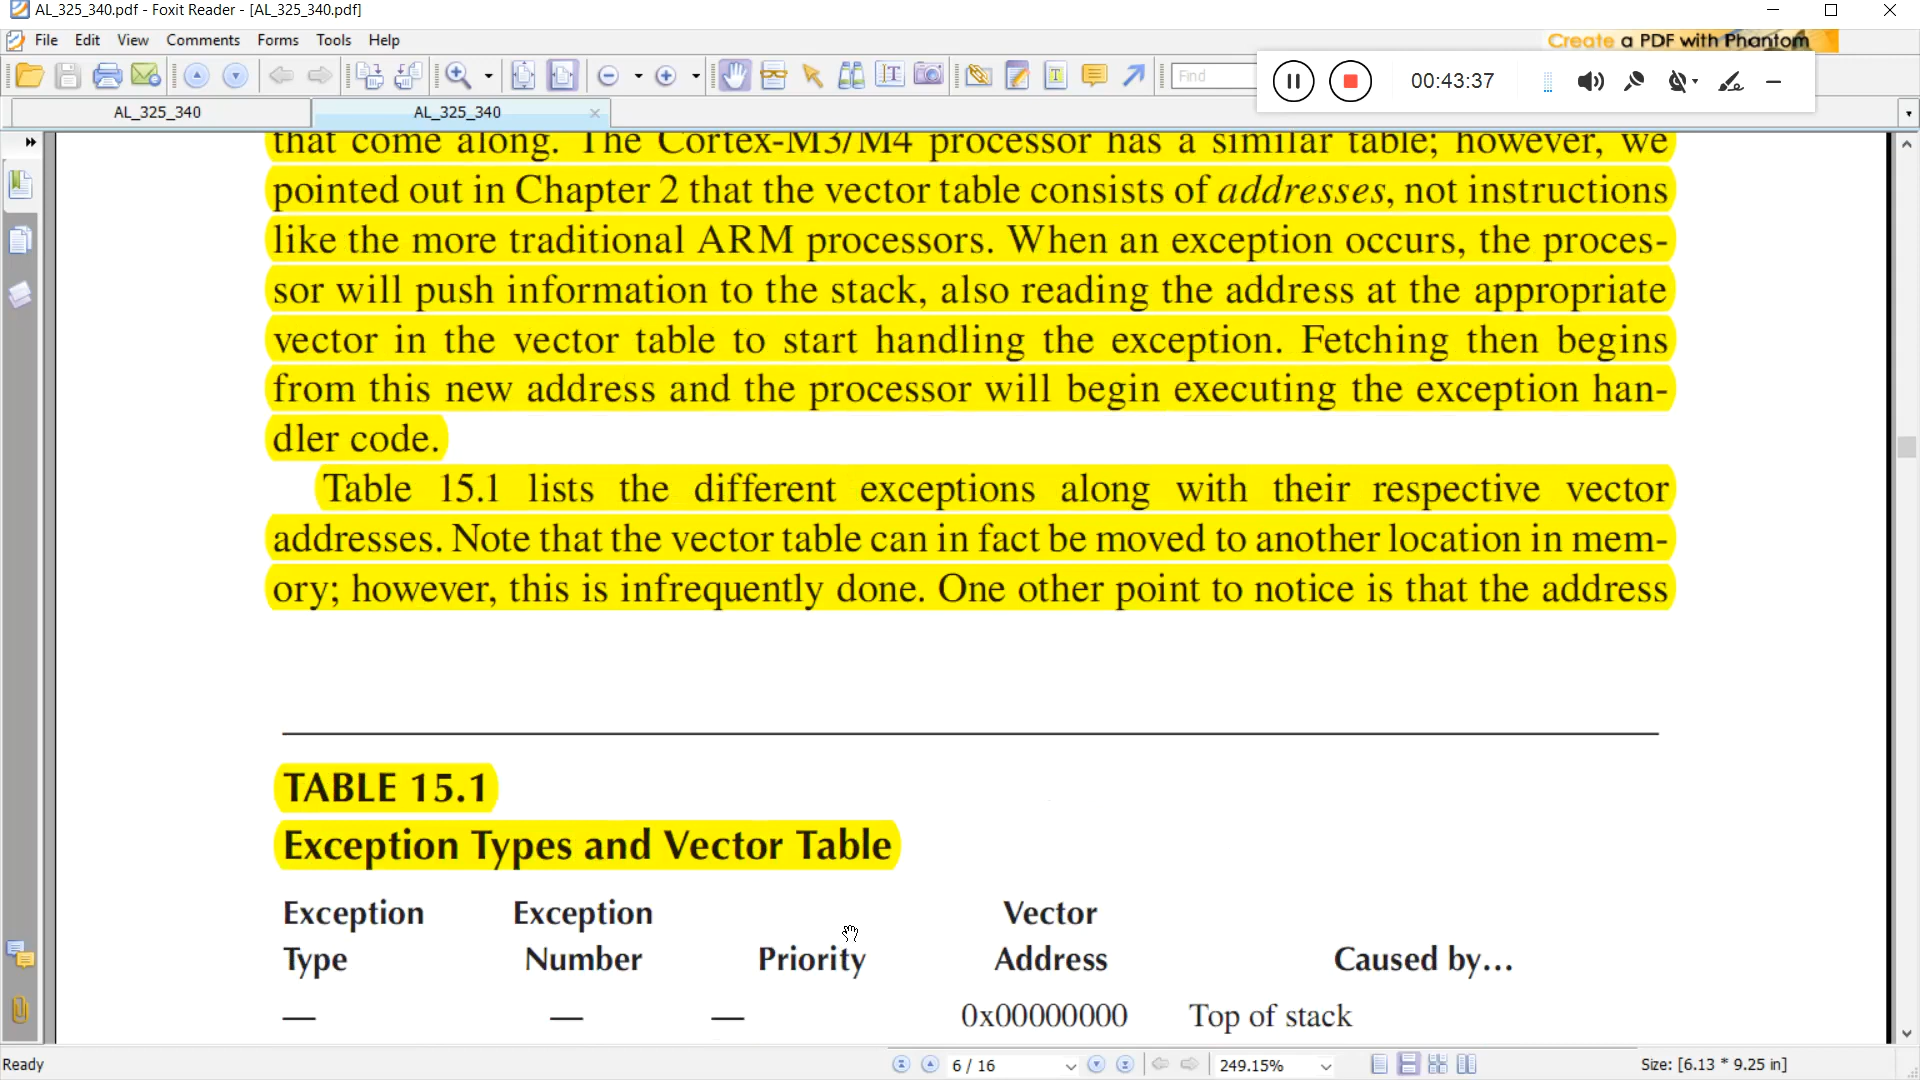 AL_325_340.pdf - Foxit Reader - [AL_325_340.pdf]
File Edit View Comments Forms Tools Help
Create a PDF with Phantom
Find
00:43:37
AL_325_340 AL_325_340
that come along. The Cortex-M3/M4 processor has a similar table; however, we
pointed out in Chapter 2 that the vector table consists of addresses, not instructions
like the more traditional ARM processors. When an exception occurs, the proces-
sor will push information to the stack, also reading the address at the appropriate
vector in the vector table to start handling the exception. Fetching then begins
from this new address and the processor will begin executing the exception han-
dler code.
Table 15.1 lists the different exceptions along with their respective vector
addresses. Note that the vector table can in fact be moved to another location in mem-
ory; however, this is infrequently done. One other point to notice is that the address
TABLE 15.1
Exception Types and Vector Table
Exception Exception Vector
Type Number Priority Address Caused by...
— — — 0x00000000 Top of stack
Ready 6 / 16 249.15% Size: [6.13 * 9.25 in]